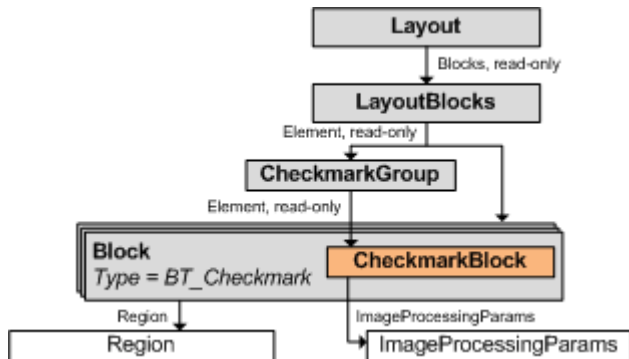 Layout
Blocks, read-only
LayoutBlocks
Element, read-only
CheckmarkGroup
Element, read-only
Block
CheckmarkBlock
Type = BT_Checkmark
Region
ImageProcessingParams
Region
ImageProcessingParams